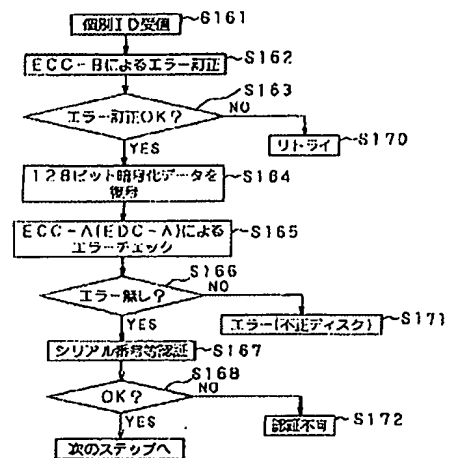 個別ID受信 S161
ECC-Bによるエラー訂正 S162
エラー訂正OK? S163
NO
YES
リトライ S170
128ビット暗号化データを
復号 S164
ECC-A(EDC-A)による
エラーチェック S165
エラー無し? S166
NO
YES
エラー(不正ディスク) S171
シリアル番号等認証 S167
OK? S168
NO
YES
認証不可 S172
次のステップへ